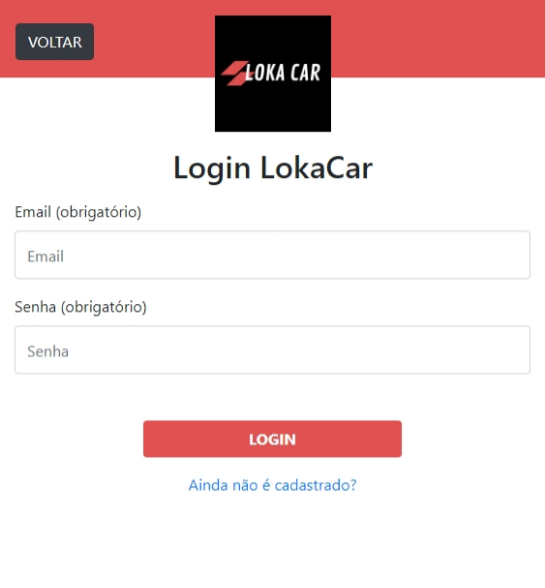 VOLTAR
LOKA CAR
Login LokaCar
Email (obrigatório)
Email
Senha (obrigatório)
Senha
LOGIN
Ainda não é cadastrado?